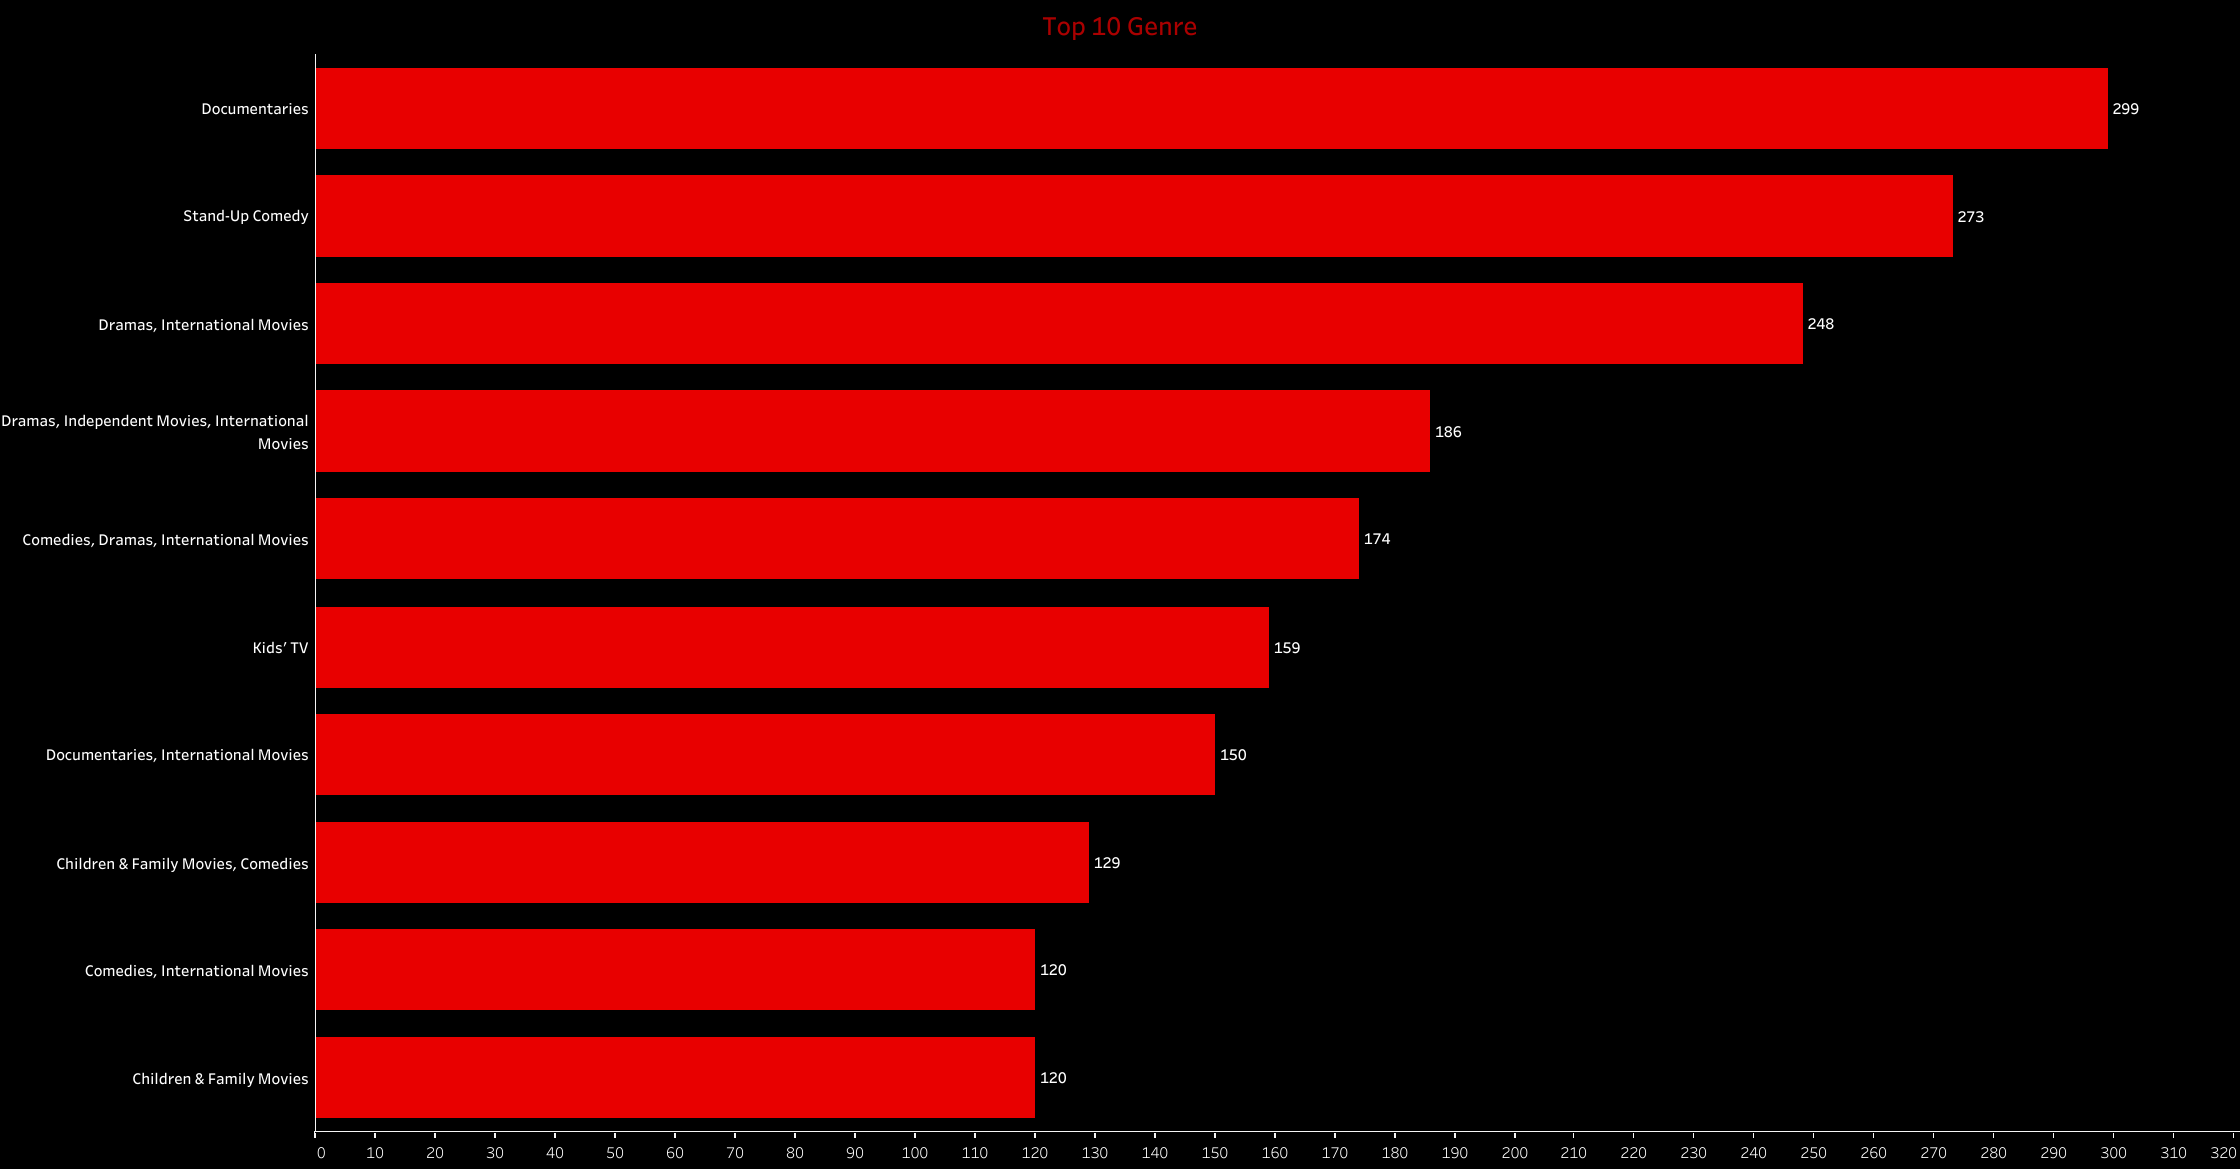 Top 10 Genre
Documentaries
299
Stand-Up Comedy
273
Dramas, International Movies
248
Dramas, Independent Movies, International
Movies
186
Comedies, Dramas, International Movies
174
Kids’ TV
159
Documentaries, International Movies
150
Children & Family Movies, Comedies
129
Comedies, International Movies
120
Children & Family Movies
120
0 10 20 30 40 50 60 70 80 90 100 110 120 130 140 150 160 170 180 190 200 210 220 230 240 250 260 270 280 290 300 310 320